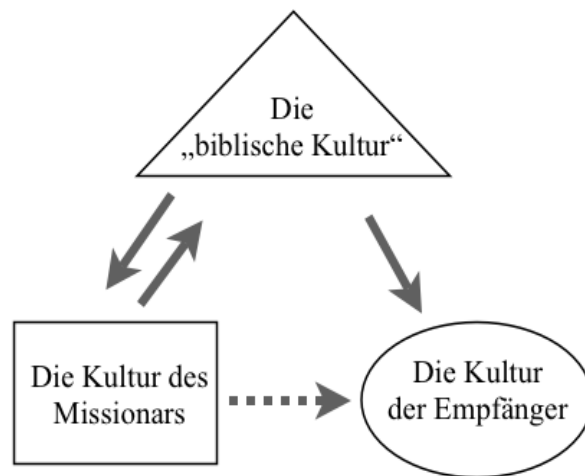 Die
„biblische Kultur“
Die Kultur des
Missionars
Die Kultur
der Empfänger